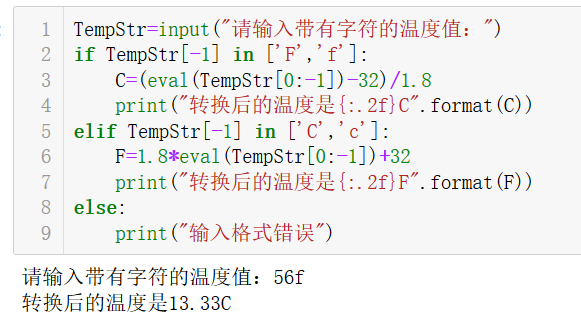 1 TempStr=input("请输入带有字符的温度值：")
2 if TempStr[-1] in ['F','f']:
3     C=(eval(TempStr[0:-1])-32)/1.8
4     print("转换后的温度是{:.2f}C".format(C))
5 elif TempStr[-1] in ['C','c']:
6     F=1.8*eval(TempStr[0:-1])+32
7     print("转换后的温度是{:.2f}F".format(F))
8 else:
9     print("输入格式错误")
请输入带有字符的温度值：56f
转换后的温度是13.33C